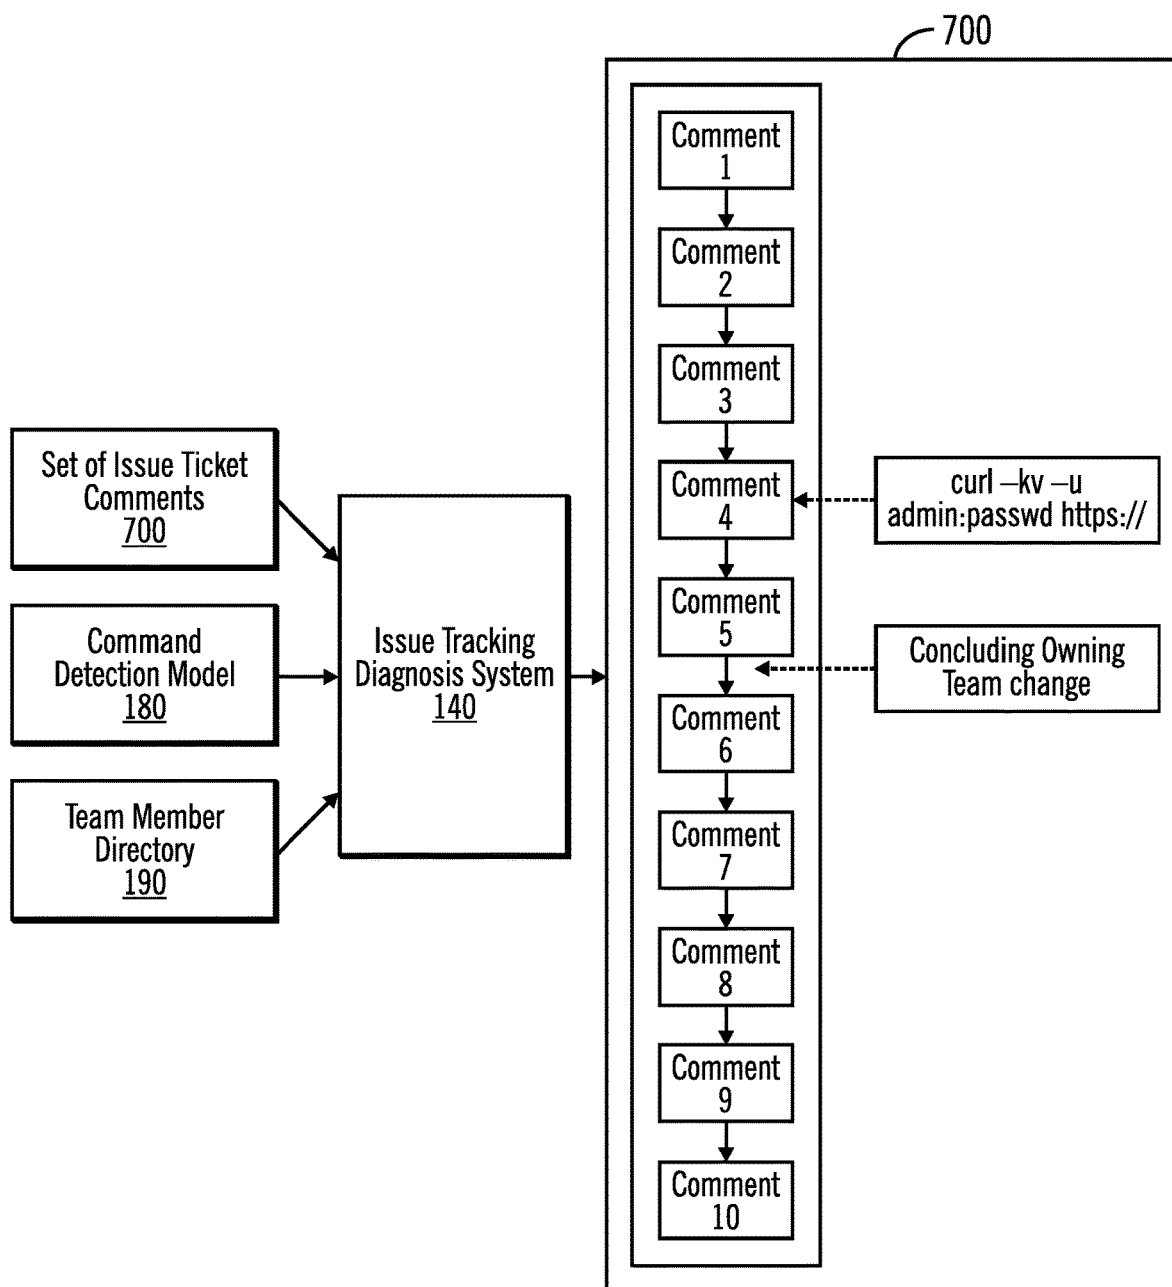 700
Comment
1
Comment
2
Comment
3
Comment
4
curl –kv –u
admin:passwd https://
Comment
5
Concluding Owning
Team change
Comment
6
Comment
7
Comment
8
Comment
9
Comment
10
Set of Issue Ticket
Comments
700
Command
Detection Model
180
Team Member
Directory
190
Issue Tracking
Diagnosis System
140